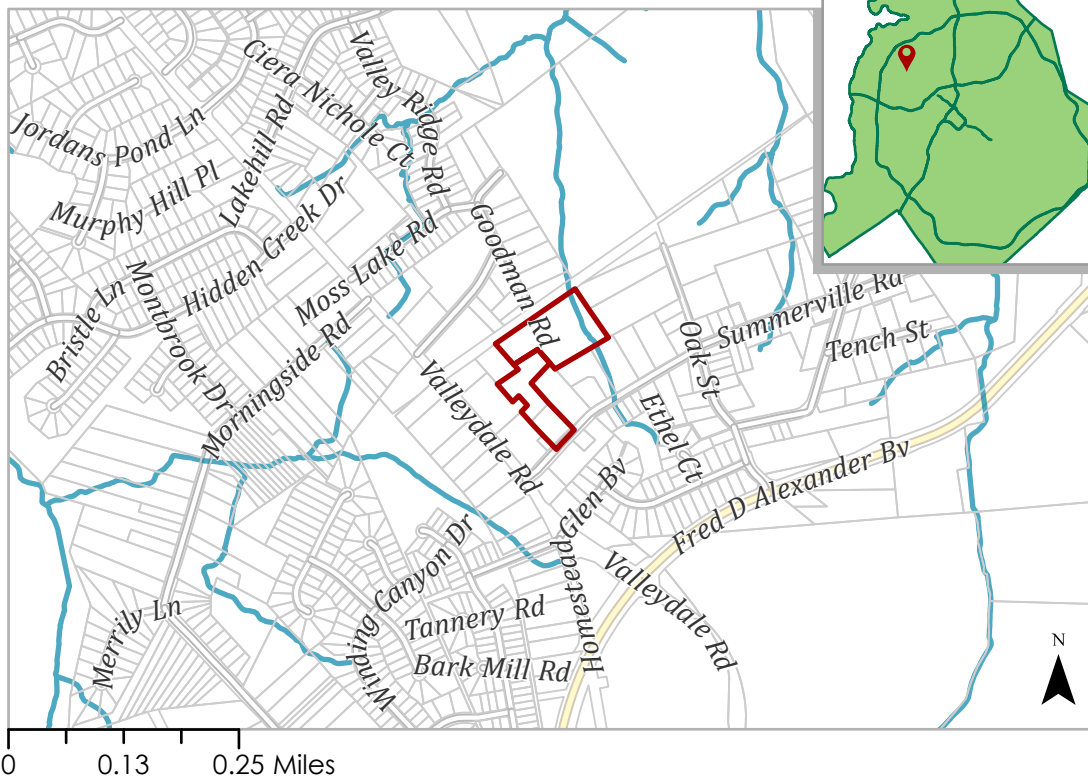 Ciera Nichole Ct
Valley Ridge Rd
Jordans Pond Ln
Lakehill Rd
Murphy Hill Pl
Hidden Creek Dr
Moss Lake Rd
Goodman Rd
Bristle Ln
Montbrook Dr
Morningside Rd
Valleydale Rd
Oak St
Summerville Rd
Tench St
Ethel Ct
Glen Bv
Fred D Alexander Bv
Homestead
Valleydale Rd
Winding Canyon Dr
Tannery Rd
Bark Mill Rd
Merrily Ln
N
0 0.13 0.25 Miles